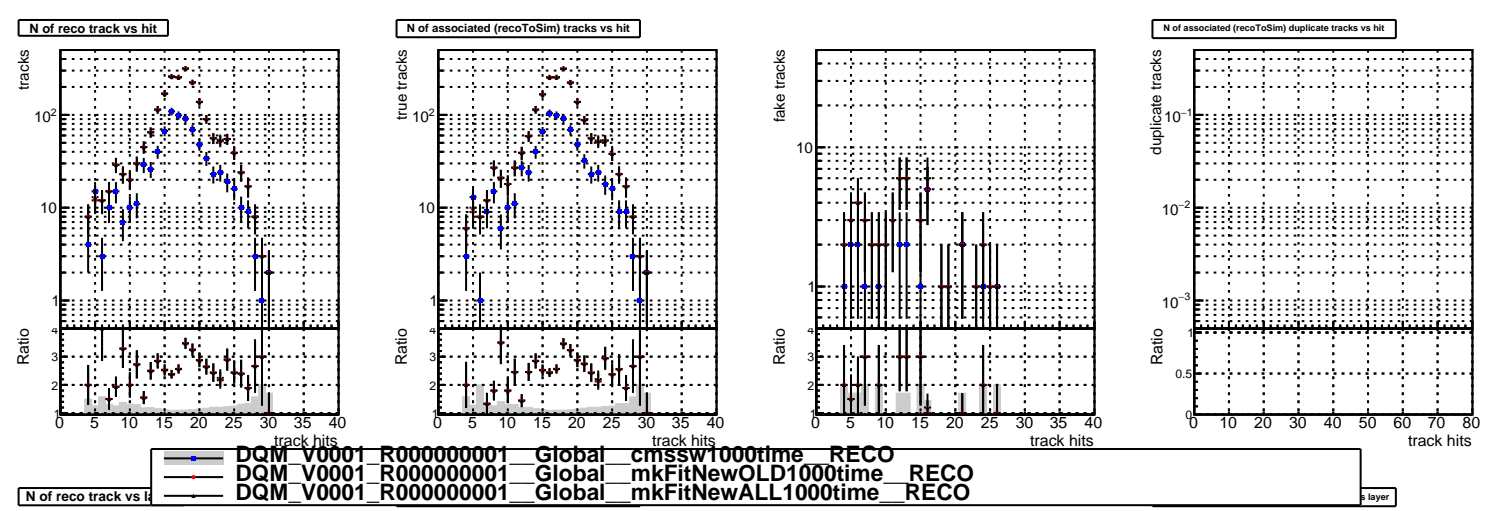 N of reco track vs hit
N of associated (recoToSim) tracks vs hit
N of associated (recoToSim) duplicate tracks vs hit
tracks
10²
10
1
Ratio
4
3
2
1
0 5 10 15 20 25 30 35 40
track hits
true tracks
10²
10
1
Ratio
4
3
2
1
0 5 10 15 20 25 30 35 40
track hits
fake tracks
10
1
Ratio
4
3
2
1
0 5 10 15 20 25 30 35 40
track hits
duplicate tracks
10⁻¹
10⁻²
10⁻³
Ratio
1
0.5
0
0 10 20 30 40 50 60 70 80
track hits
DQM_V0001_R000000001__Global__cmssw1000time__RECO
DQM_V0001_R000000001__Global__mkFitNewOLD1000time__RECO
DQM_V0001_R000000001__Global__mkFitNewALL1000time__RECO
N of reco track vs la
s layer